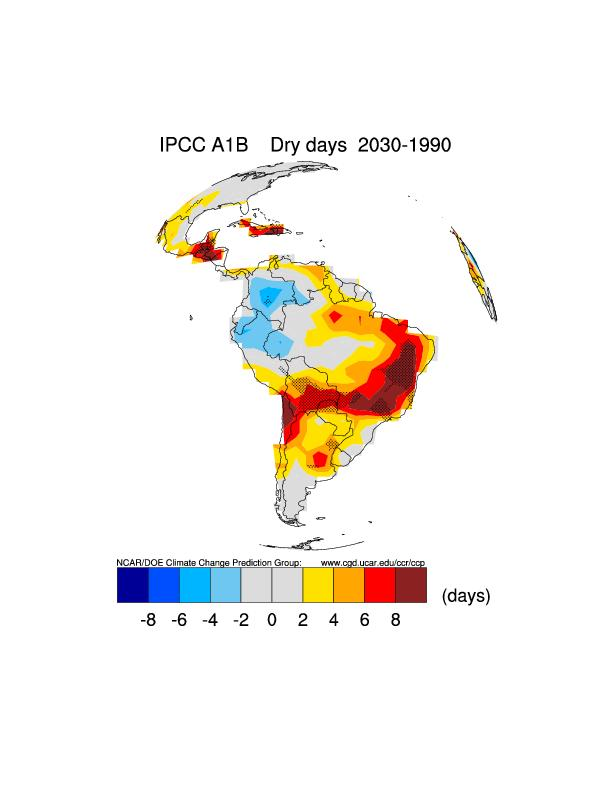 IPCC A1B Dry days 2030-1990
NCAR/DOE Climate Change Prediction Group: www.cgd.ucar.edu/ccr/ccp
(days)
-8 -6 -4 -2 0 2 4 6 8